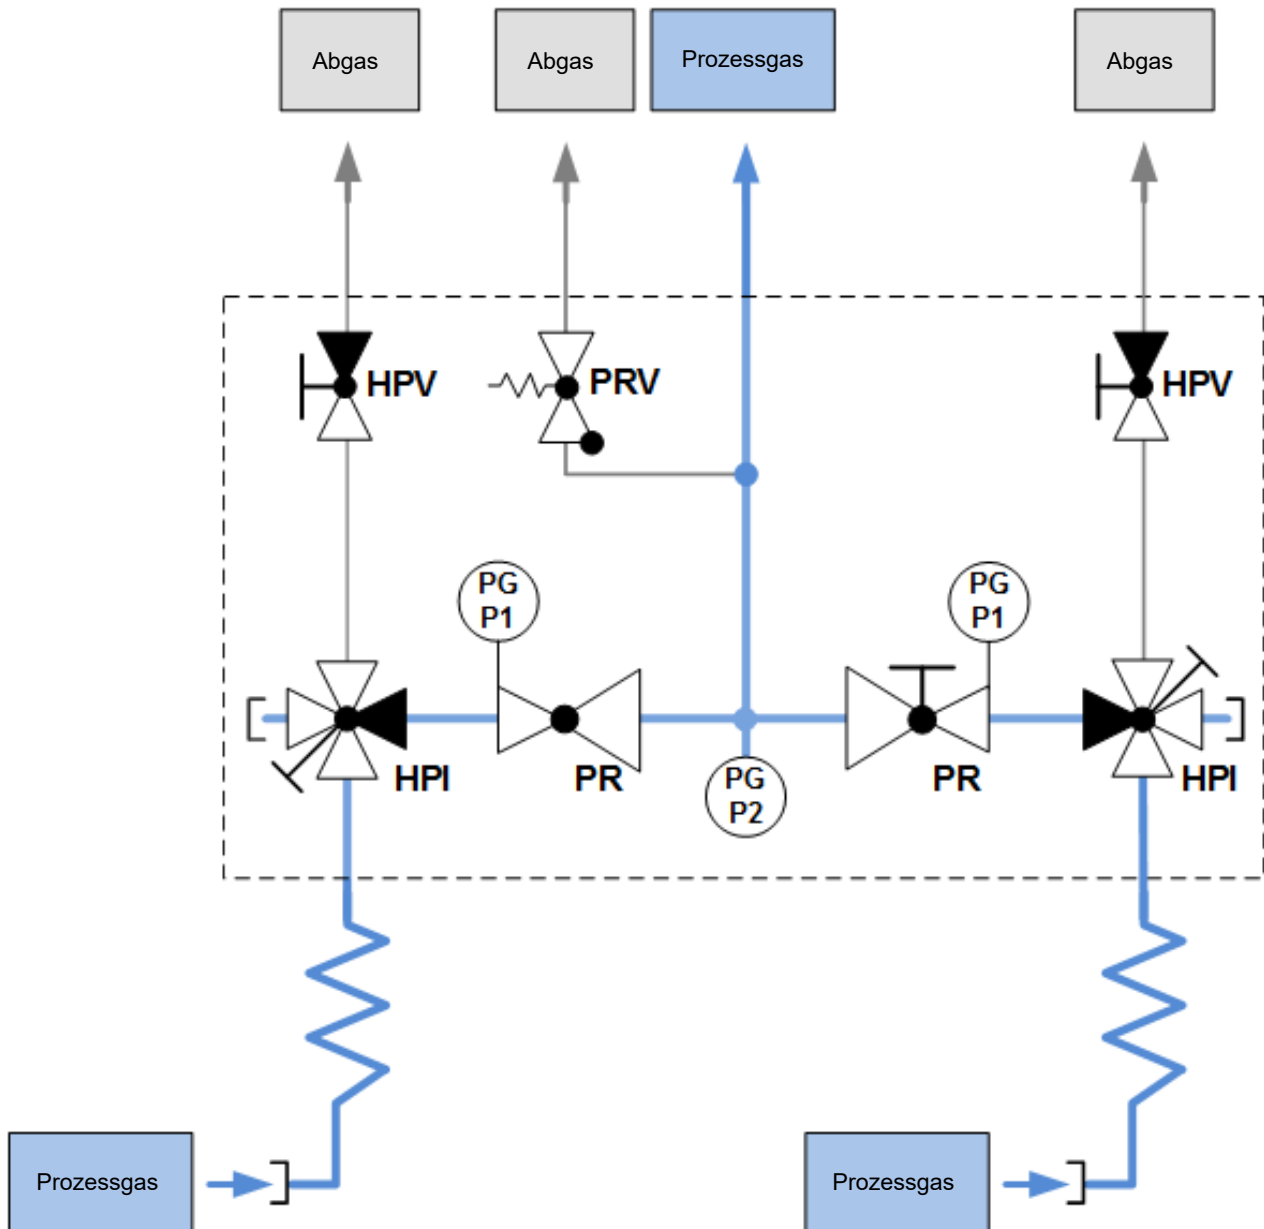 Abgas
Abgas
Prozessgas
Abgas
HPV
PRV
HPV
PG
P1
PG
P1
HPI
PR
PG
P2
PR
HPI
Prozessgas
Prozessgas